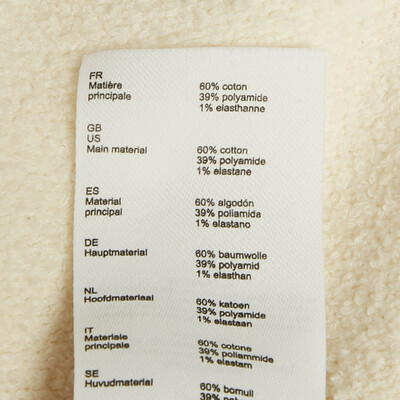 FR
Matière 60% coton
principale 39% polyamide
1% elasthanne
GB
US 60% cotton
Main material 39% polyamide
1% elastane
ES
Material 60% algodón
principal 39% poliamida
1% elastano
DE
Hauptmaterial 60% baumwolle
39% polyamid
1% elasthan
NL
Hoofdmateriaal 60% katoen
39% polyamide
1% elastaan
IT
Materiale 60% cotone
principale 39% poliammide
1% elastam
SE
Huvudmaterial 60% bomull
39%